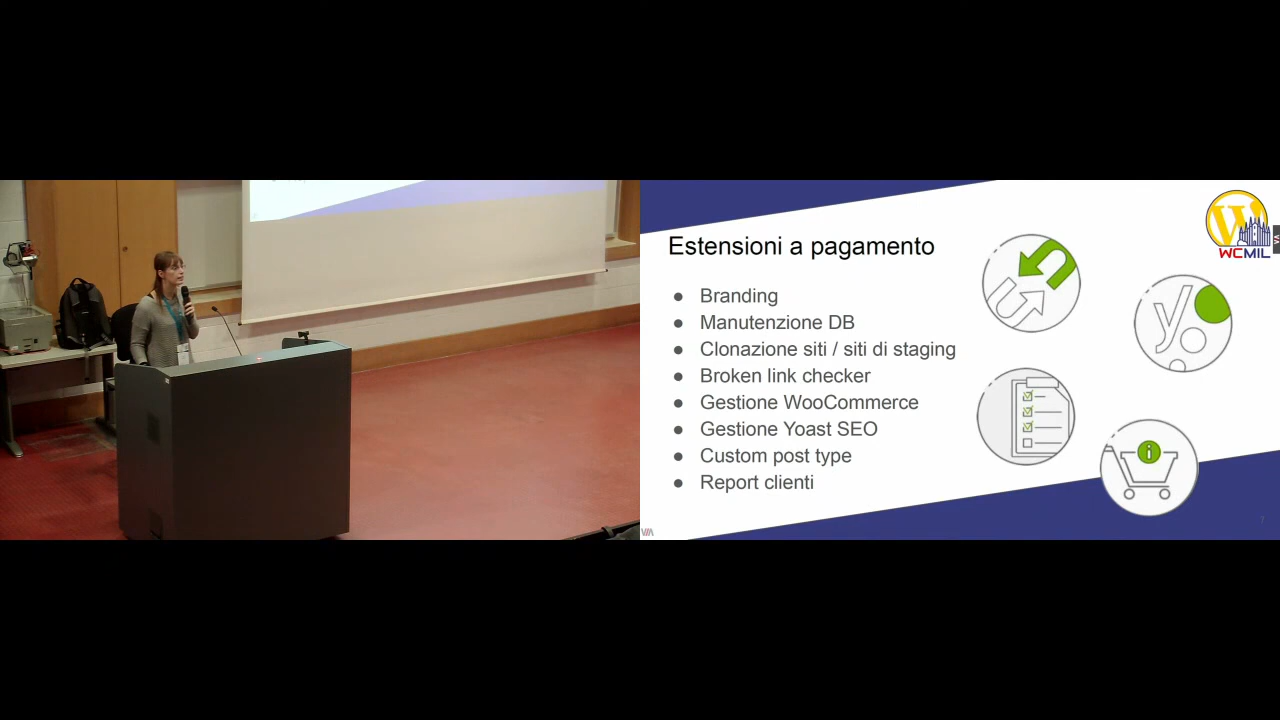 Estensioni a pagamento
WCMIL
● Branding
● Manutenzione DB
● Clonazione siti / siti di staging
● Broken link checker
● Gestione WooCommerce
● Gestione Yoast SEO
● Custom post type
● Report clienti